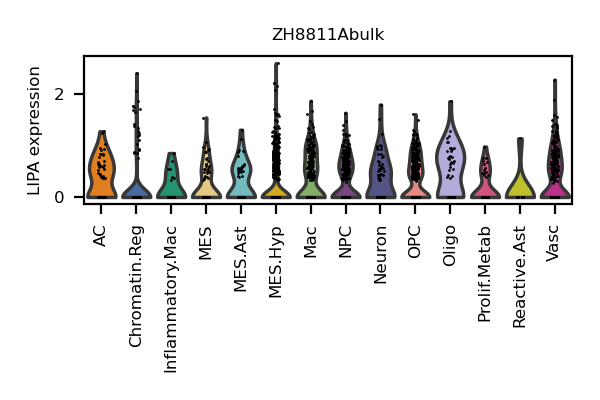 ZH8811Abulk
LIPA expression
2
0
AC
Chromatin.Reg
Inflammatory.Mac
MES
MES.Ast
MES.Hyp
Mac
NPC
Neuron
OPC
Oligo
Prolif.Metab
Reactive.Ast
Vasc